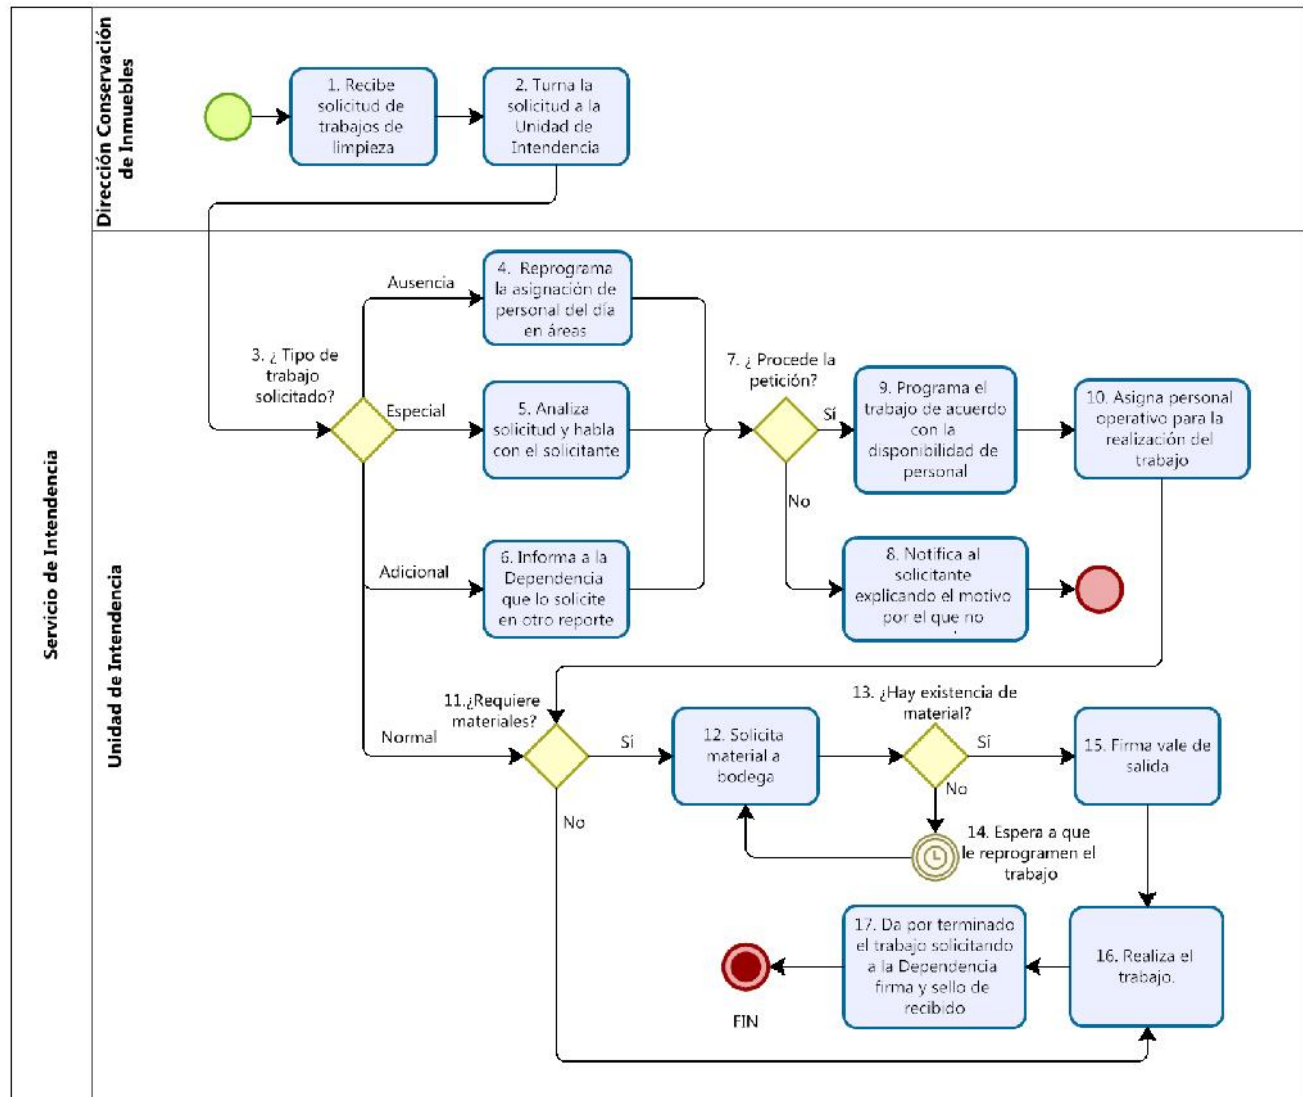 Servicio de Intendencia
Dirección Conservación
de Inmuebles
1. Recibe
solicitud de
trabajos de
limpieza
2. Turna la
solicitud a la
Unidad de
Intendencia
Unidad de Intendencia
3. ¿ Tipo de
trabajo
solicitado?
Ausencia
4. Reprograma
la asignación de
personal del día
en áreas
Especial
5. Analiza
solicitud y habla
con el solicitante
Adicional
6. Informa a la
Dependencia
que lo solicite
en otro reporte
Normal
7. ¿ Procede la
petición?
Sí
No
9. Programa el
trabajo de acuerdo
con la
disponibilidad de
personal
10. Asigna personal
operativo para la
realización del
trabajo
8. Notifica al
solicitante
explicando el motivo
por el que no
11.¿Requiere
materiales?
Sí
No
12. Solicita
material a
bodega
13. ¿Hay existencia de
material?
Sí
No
14. Espera a que
le reprogramen el
trabajo
15. Firma vale de
salida
16. Realiza el
trabajo.
17. Da por terminado
el trabajo solicitando
a la Dependencia
firma y sello de
recibido
FIN